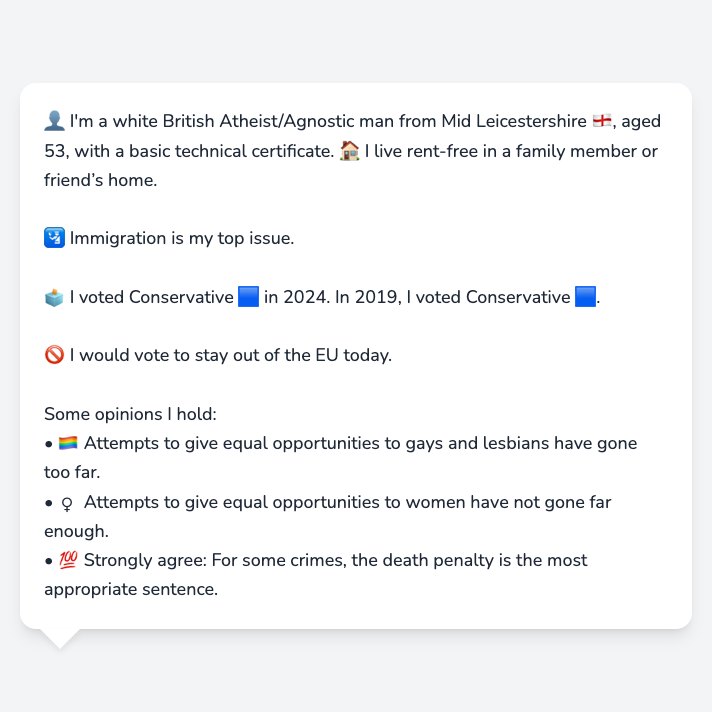 👤 I'm a white British Atheist/Agnostic man from Mid Leicestershire 🏴󠁧󠁢󠁥󠁮󠁧󠁿, aged
53, with a basic technical certificate. 🏠 I live rent-free in a family member or
friend’s home.
🛂 Immigration is my top issue.
🗳️ I voted Conservative 🟦 in 2024. In 2019, I voted Conservative 🟦.
🚫 I would vote to stay out of the EU today.
Some opinions I hold:
• 🏳️‍🌈 Attempts to give equal opportunities to gays and lesbians have gone
too far.
• ♀ Attempts to give equal opportunities to women have not gone far
enough.
• 💯 Strongly agree: For some crimes, the death penalty is the most
appropriate sentence.